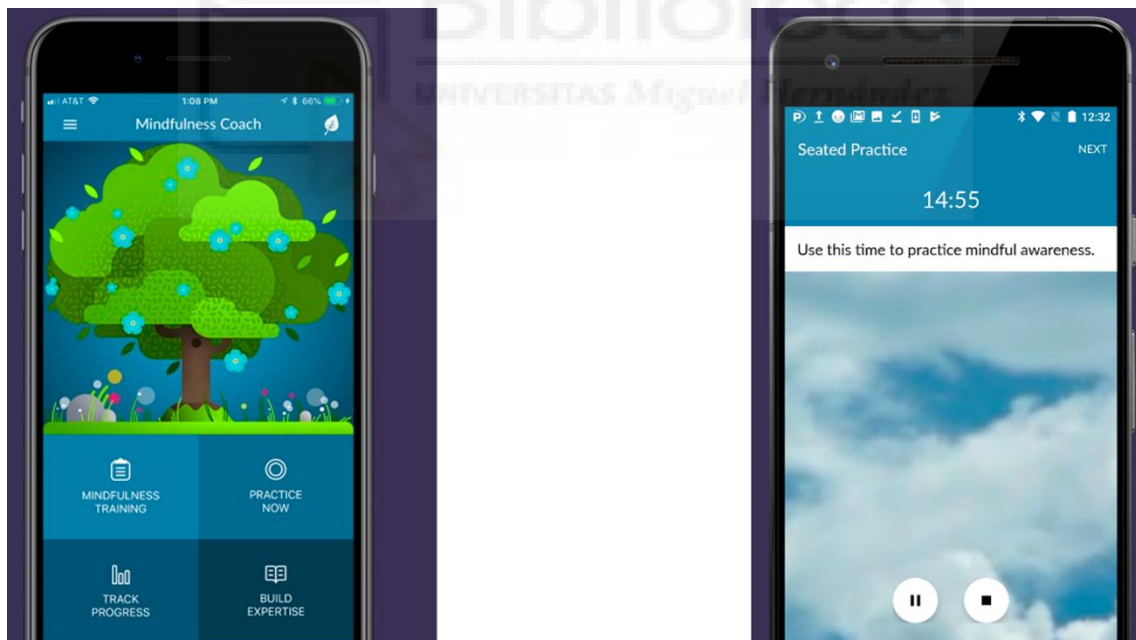 Biblioteca
UNIVERSITAS Miguel Hernández
AT&T 1:08 PM 66%
Mindfulness Coach
MINDFULNESS
TRAINING
PRACTICE
NOW
TRACK
PROGRESS
BUILD
EXPERTISE
12:32
Seated Practice NEXT
14:55
Use this time to practice mindful awareness.